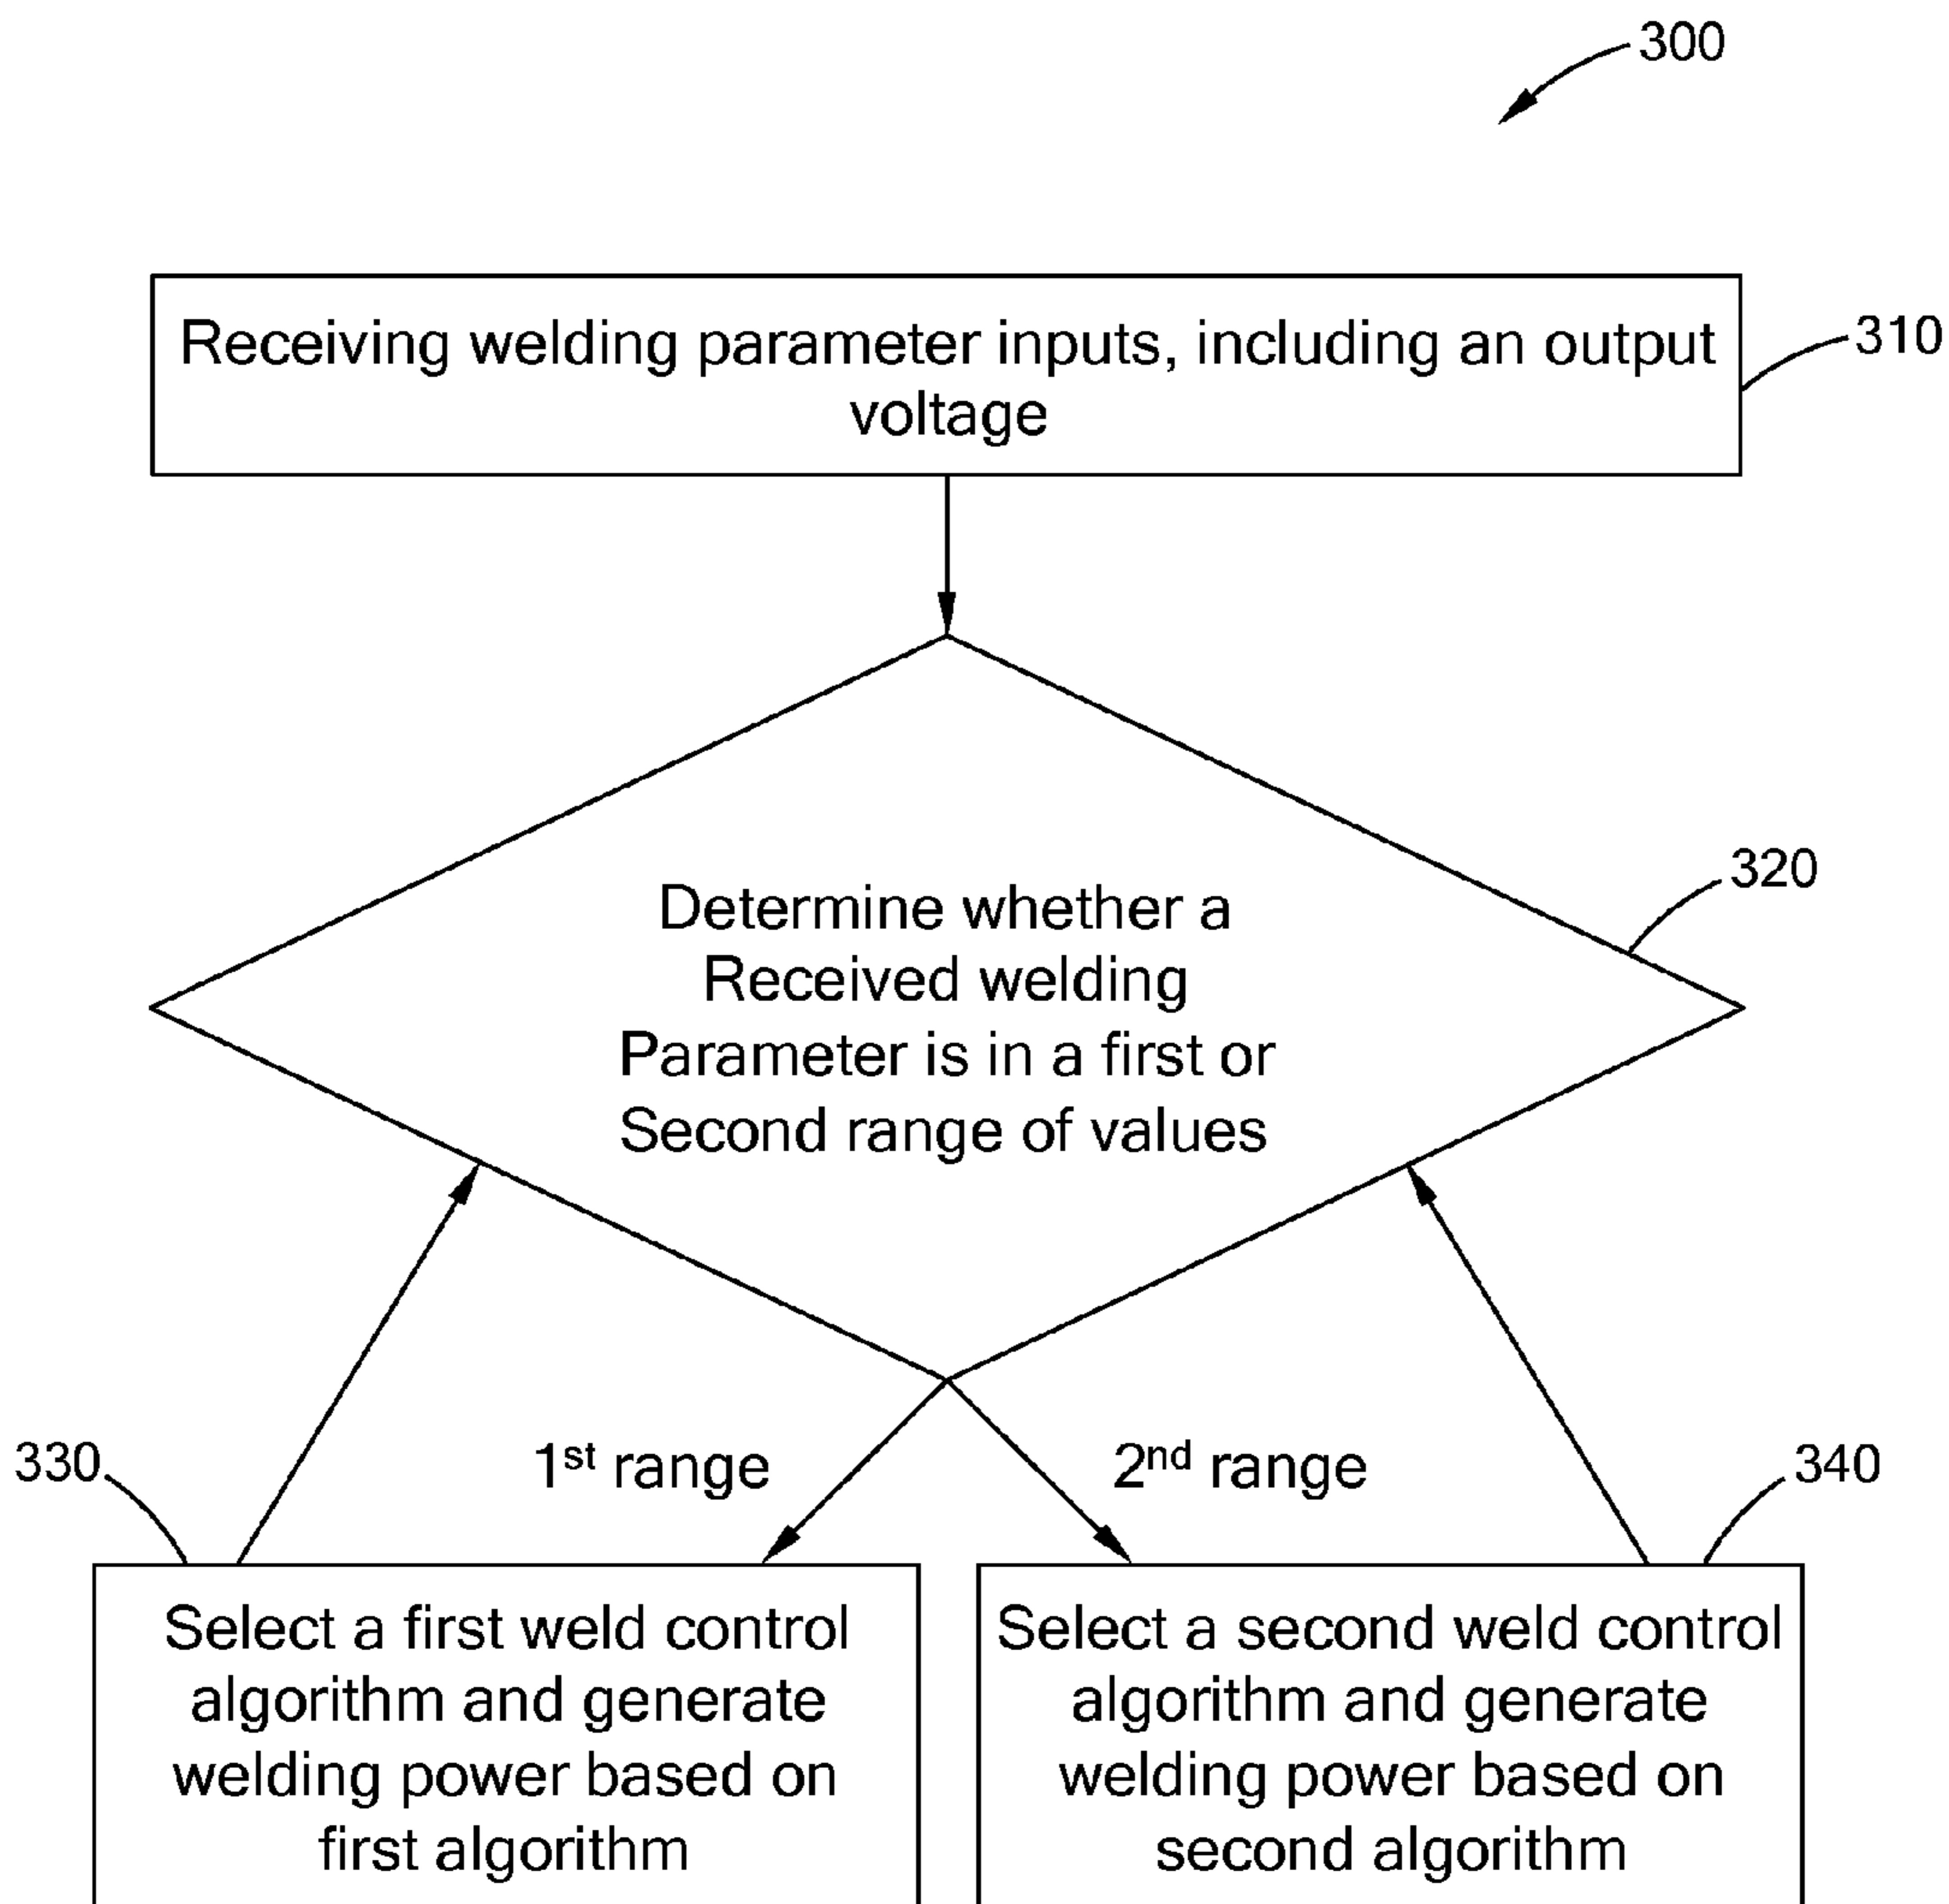 300
Receiving welding parameter inputs, including an output
voltage
310
Determine whether a
Received welding
Parameter is in a first or
Second range of values
320
1st range
2nd range
330
340
Select a first weld control
algorithm and generate
welding power based on
first algorithm
Select a second weld control
algorithm and generate
welding power based on
second algorithm